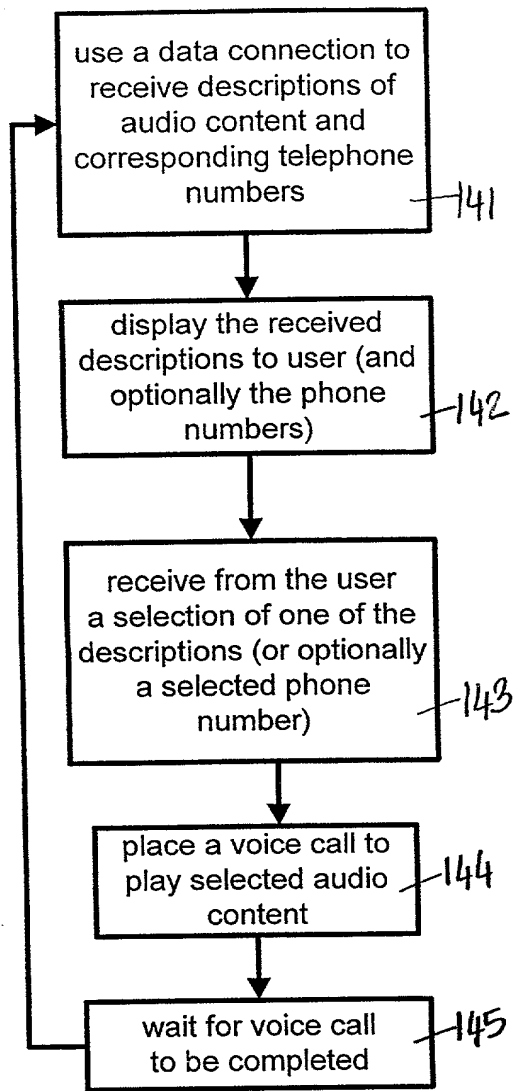 use a data connection to
receive descriptions of
audio content and
corresponding telephone
numbers
141
display the received
descriptions to user (and
optionally the phone
numbers)
142
receive from the user
a selection of one of the
descriptions (or optionally
a selected phone
number)
143
place a voice call to
play selected audio
content
144
wait for voice call
to be completed
145